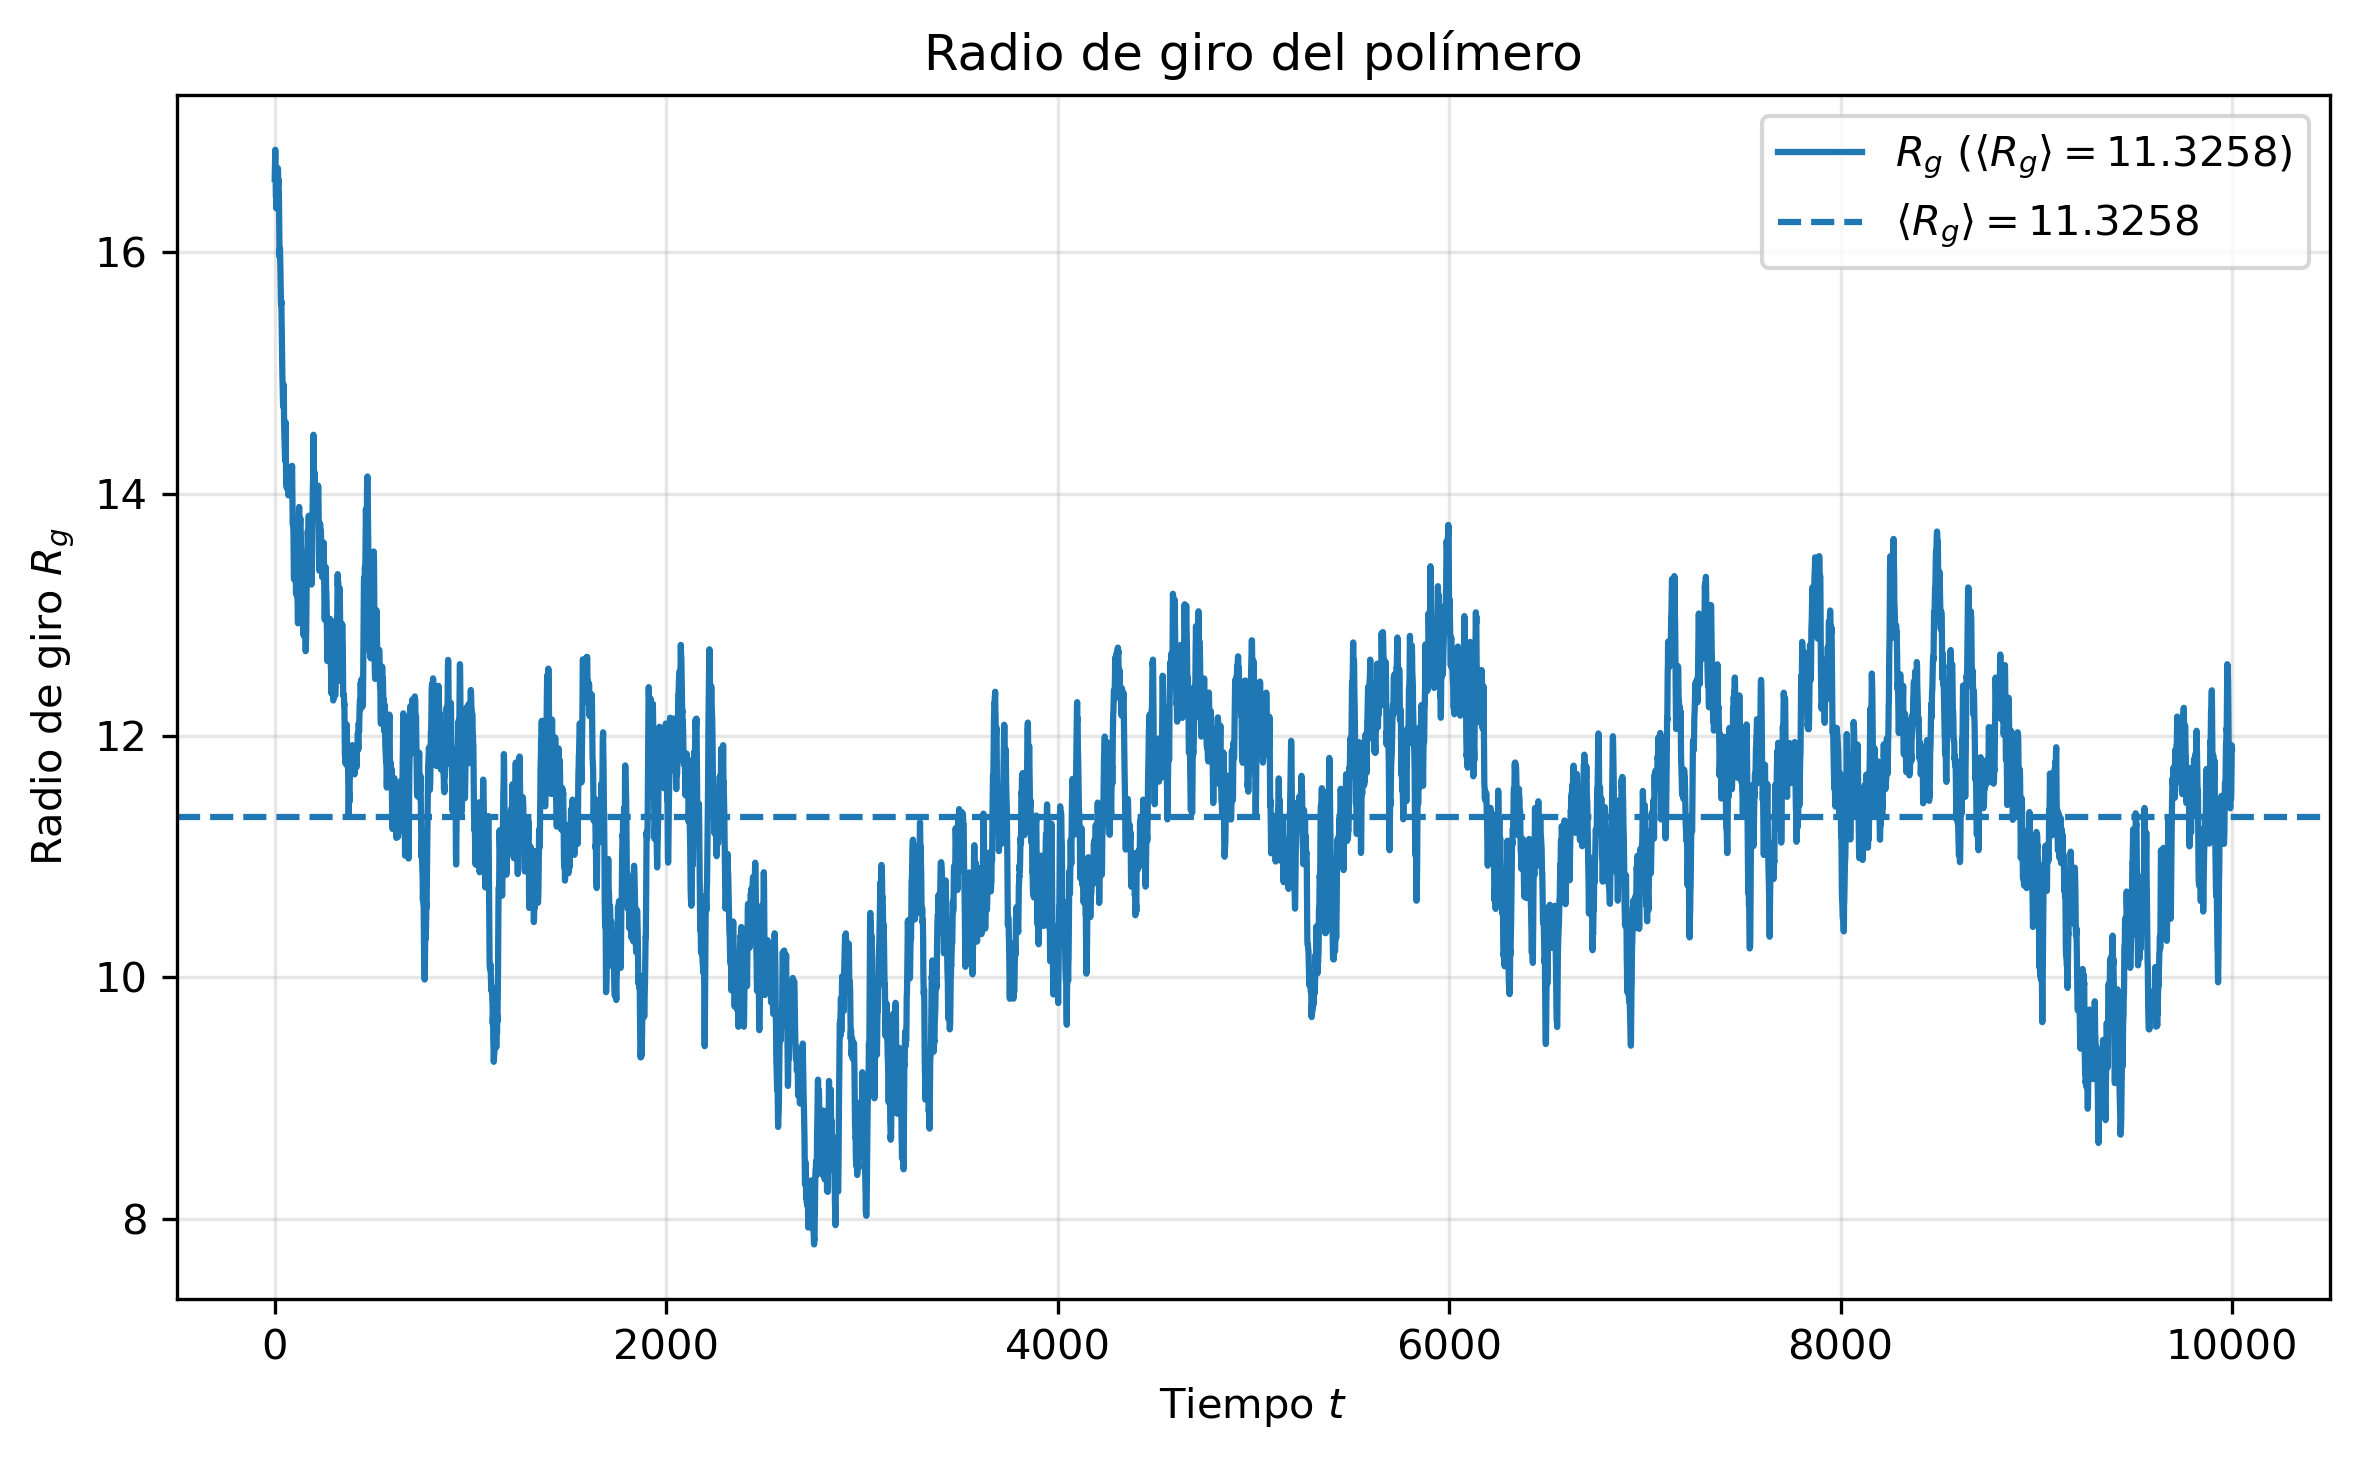 Radio de giro del polímero
R_g (⟨R_g⟩ = 11.3258)
⟨R_g⟩ = 11.3258
Radio de giro R_g
16
14
12
10
8
0 2000 4000 6000 8000 10000
Tiempo t